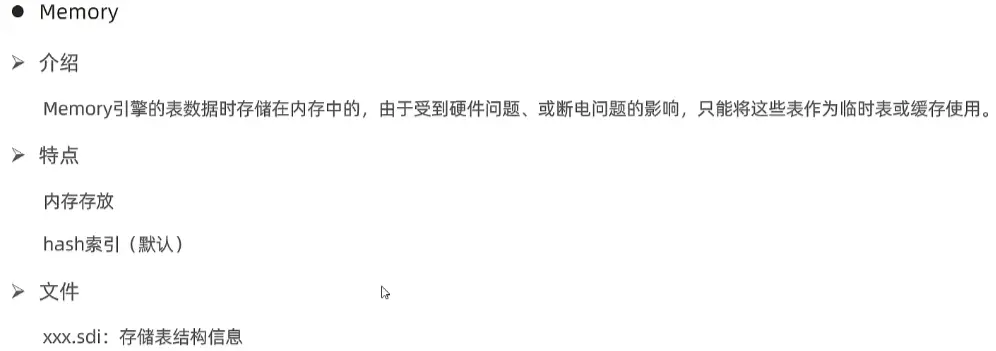 ● Memory
➢ 介绍
Memory引擎的表数据时存储在内存中的，由于受到硬件问题、或断电问题的影响，只能将这些表作为临时表或缓存使用。
➢ 特点
内存存放
hash索引（默认）
➢ 文件
xxx.sdi：存储表结构信息